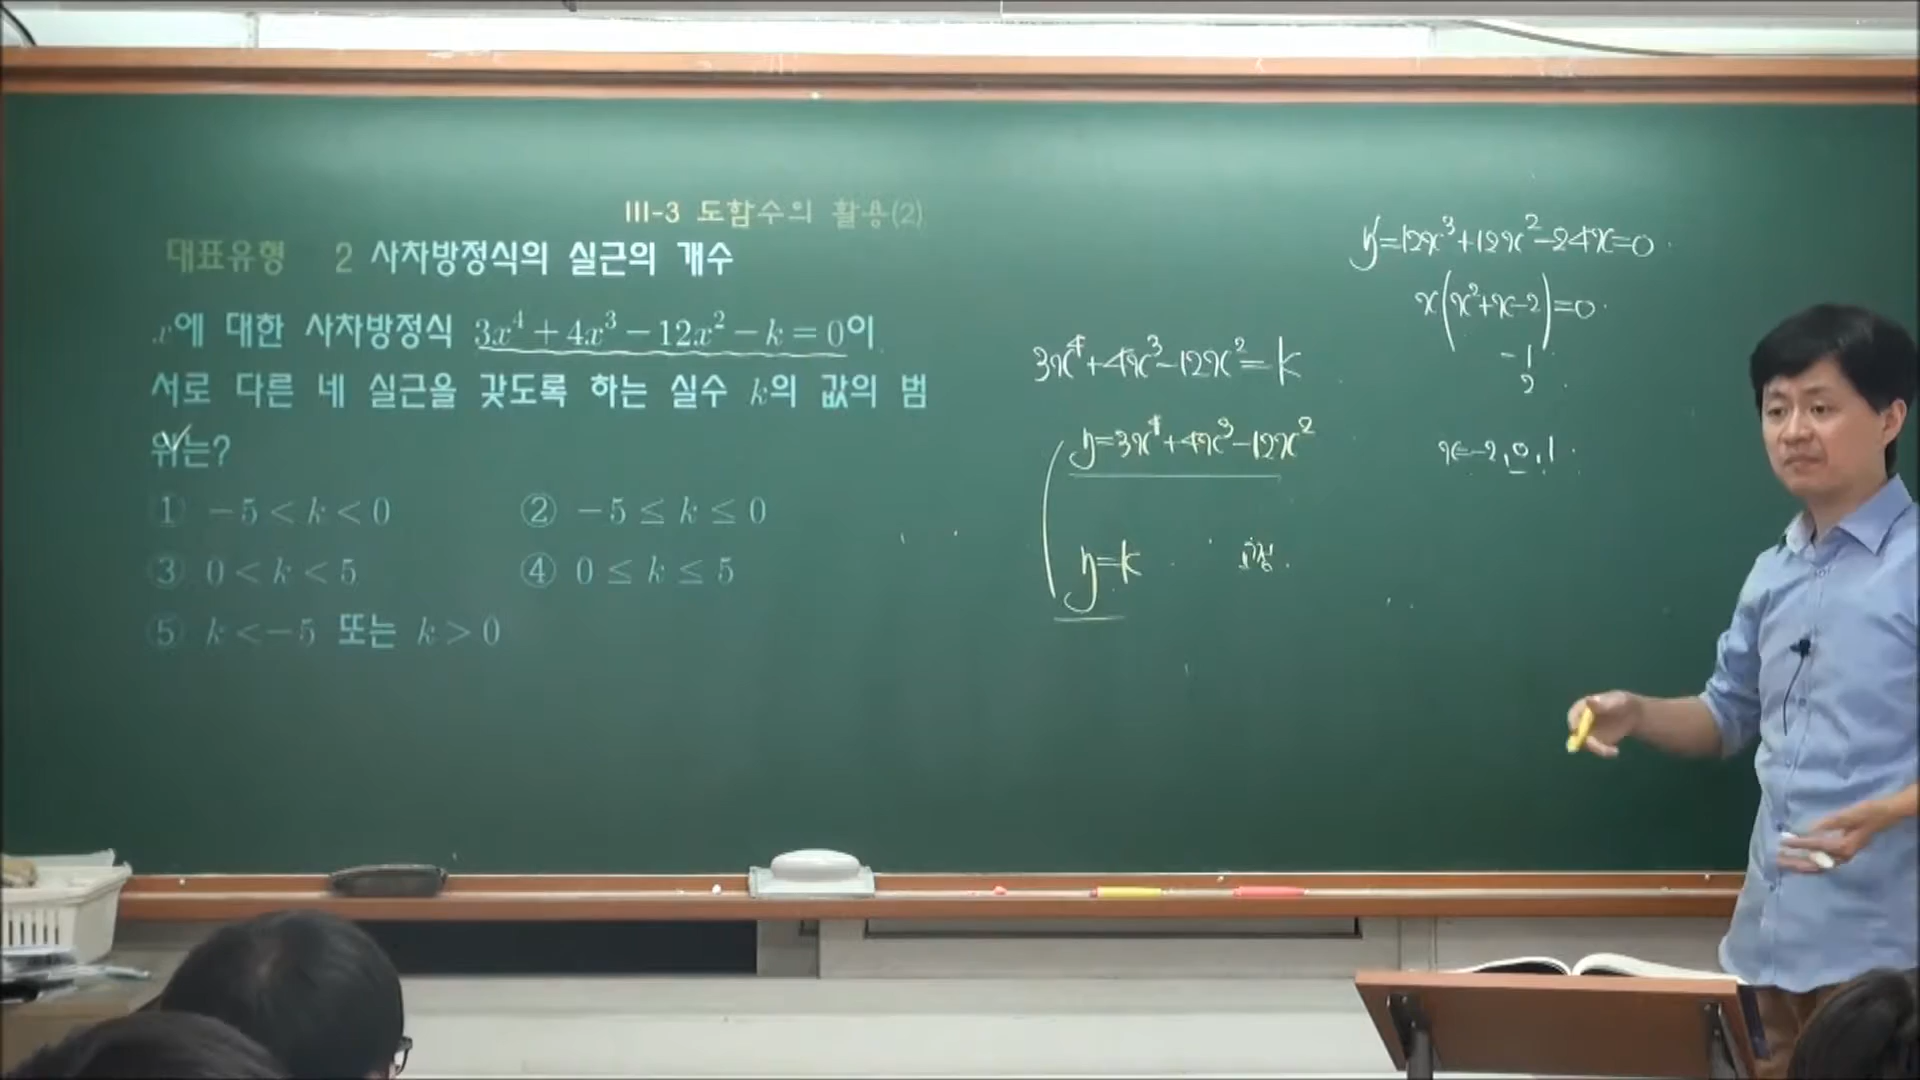 III-3 도함수의 활용(2)
대표유형 2 사차방정식의 실근의 개수
x에 대한 사차방정식 3x⁴ + 4x³ − 12x² − k = 0이
서로 다른 네 실근을 갖도록 하는 실수 k의 값의 범
위는?
① −5 < k < 0 ② −5 ≤ k ≤ 0
③ 0 < k < 5 ④ 0 ≤ k ≤ 5
⑤ k < −5 또는 k > 0
3x⁴+4x³−12x²=k
y=3x⁴+4x³−12x²
y=k
y'=12x³+12x²−24x=0
x(x²+x−2)=0
−1
2
x=−2, 0, 1